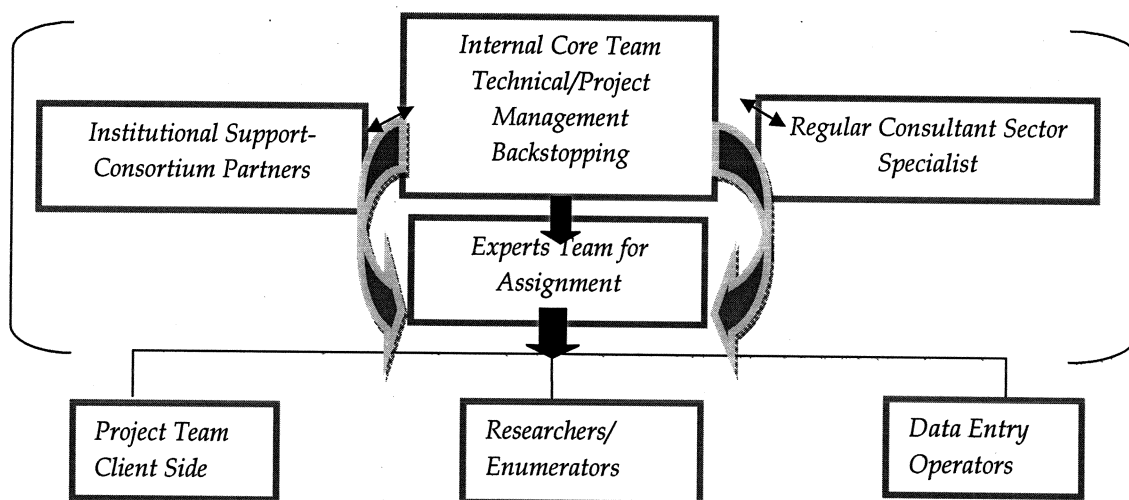 Internal Core Team
Technical/Project
Management
Backstopping
Institutional Support-
Consortium Partners
Regular Consultant Sector
Specialist
Experts Team for
Assignment
Project Team
Client Side
Researchers/
Enumerators
Data Entry
Operators